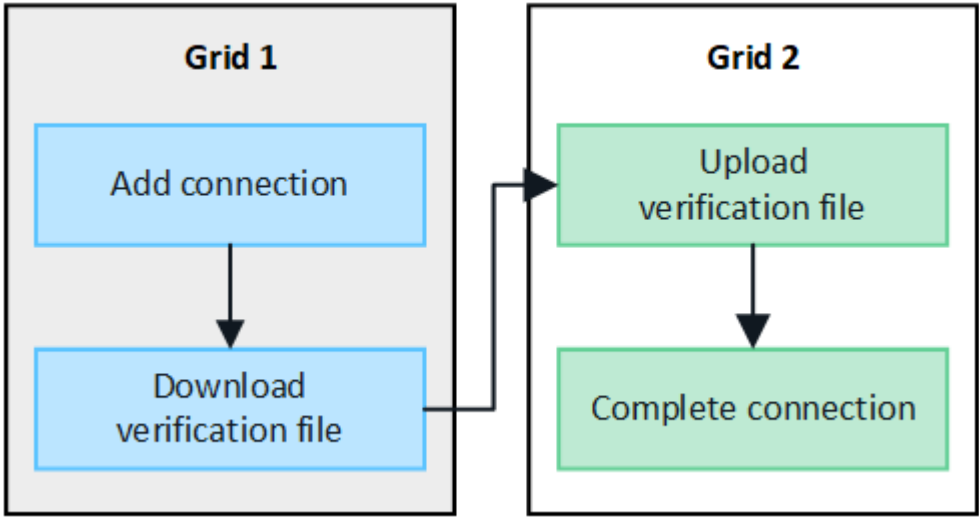 Grid 1
Add connection
Download
verification file
Grid 2
Upload
verification file
Complete connection